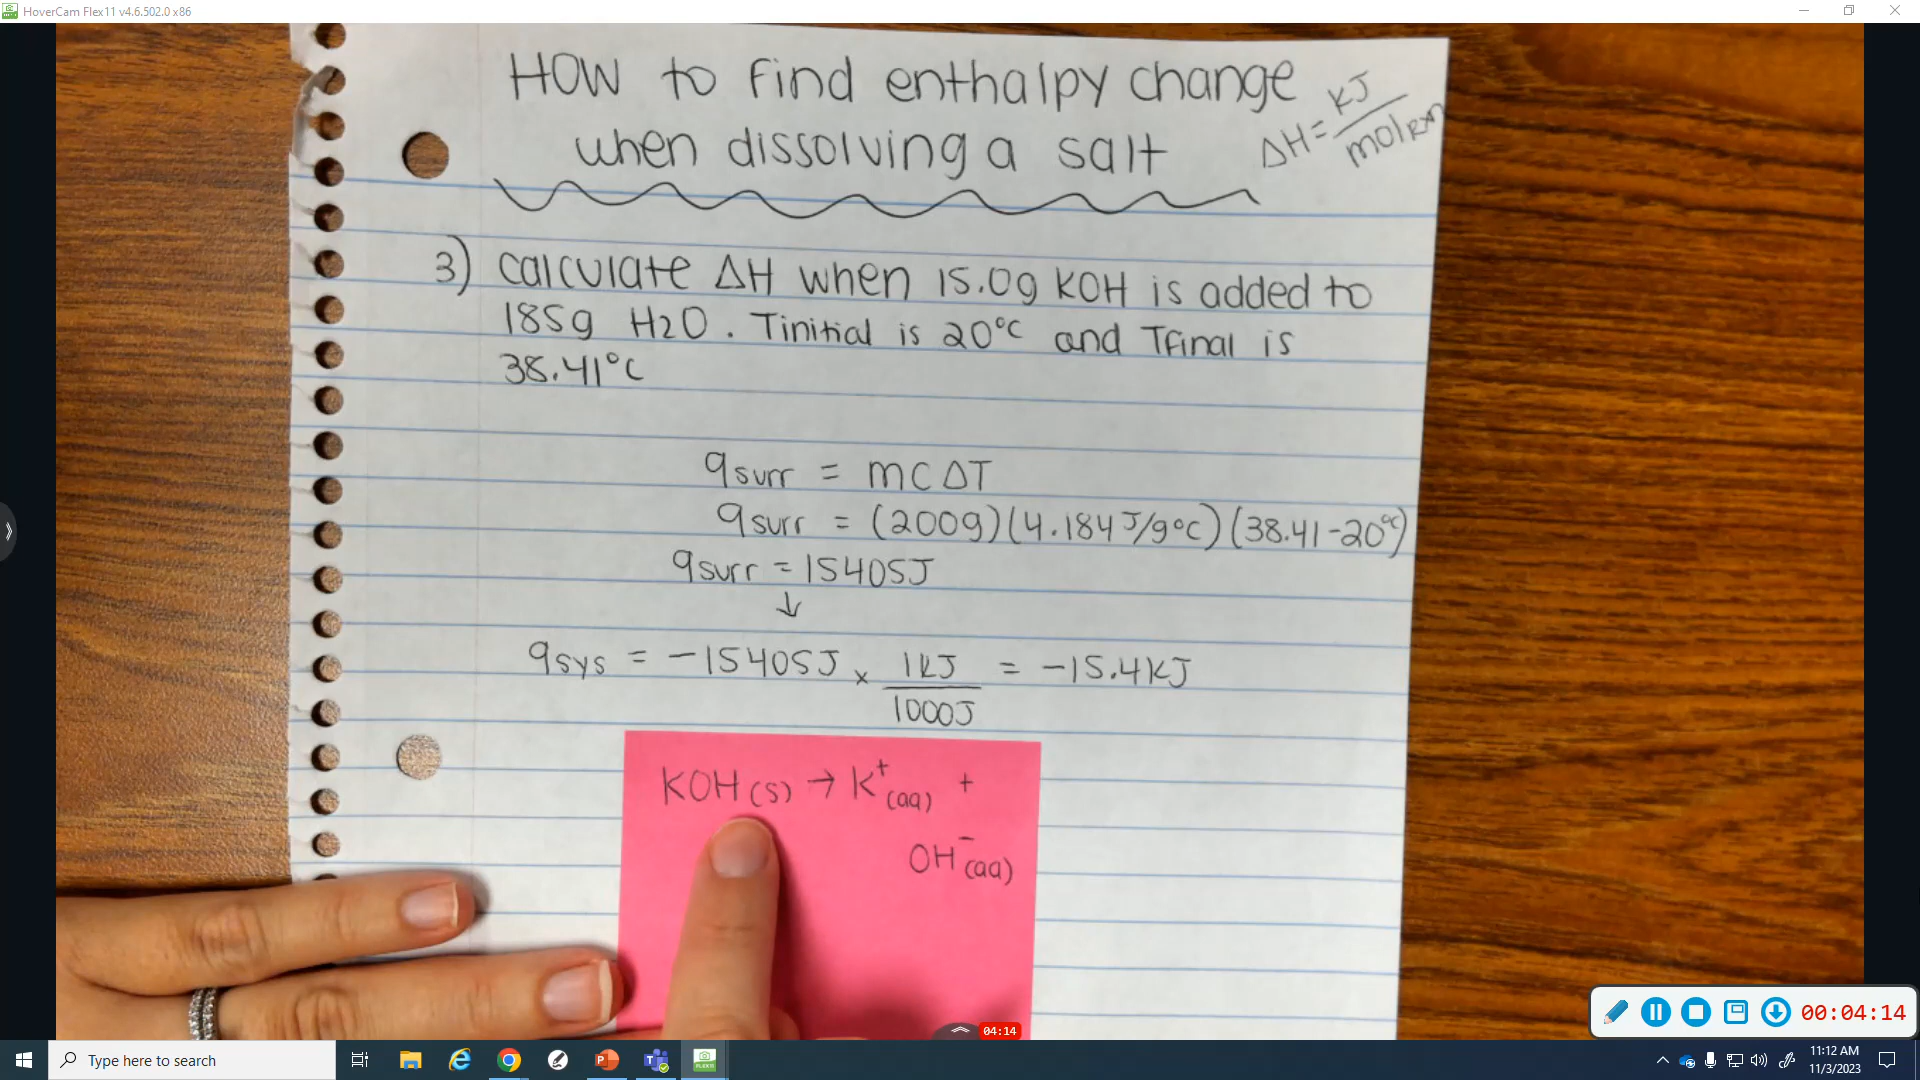 HoverCam Flex11 v4.6.502.0 x86
HOW to find enthalpy change
when dissolving a salt
ΔH = kJ / molrxn
3) calculate ΔH when 15.0g KOH is added to
185g H2O. Tinitial is 20°C and Tfinal is
38.41°C
qsurr = mCΔT
qsurr = (200g)(4.184J/g°C)(38.41-20°C)
qsurr = 15405J
↓
qsys = -15405J x 1kJ / 1000J = -15.4kJ
KOH(s) → K⁺(aq) +
OH⁻(aq)
04:14
00:04:14
Type here to search
11:12 AM
11/3/2023